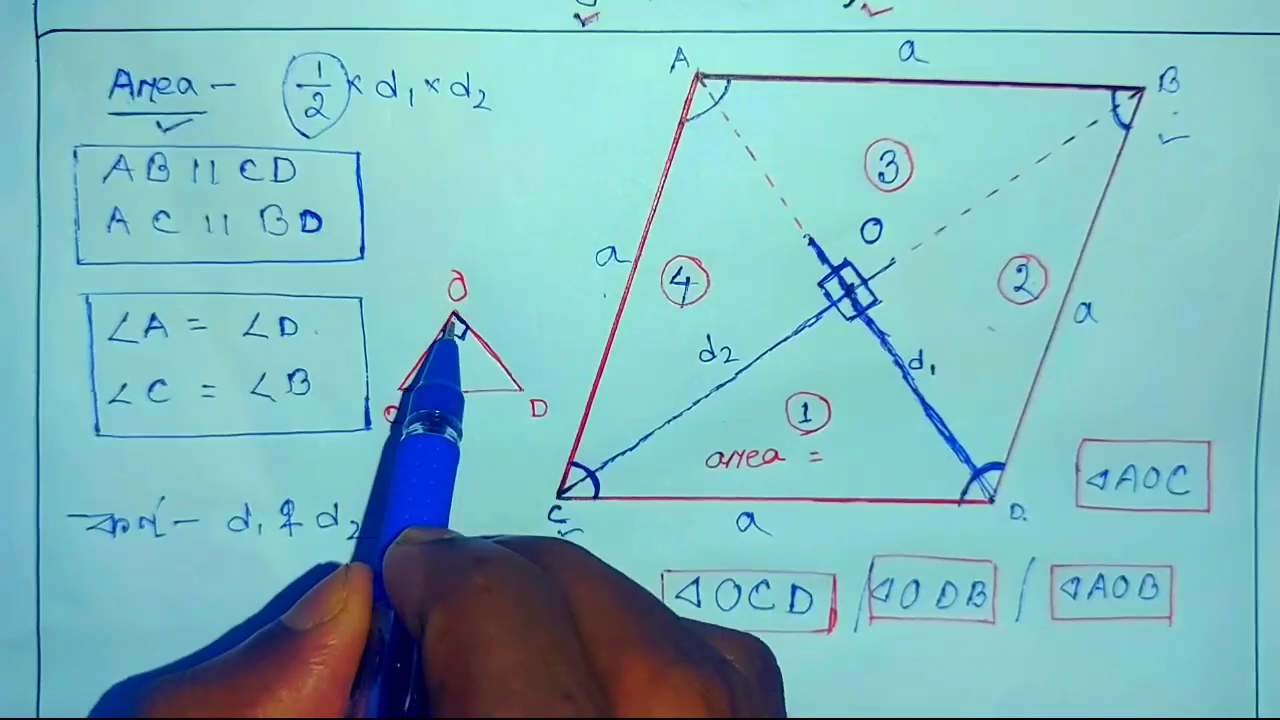 Area - 1/2 × d₁ × d₂
AB || CD
AC || BD
∠A = ∠D.
∠C = ∠B
O
D
- d₁ & d₂
A
a
B
③
O
a
④
②
a
d₂
d₁
①
area =
C
a
D.
◁AOC
◁OCD / ◁ODB / ◁AOB